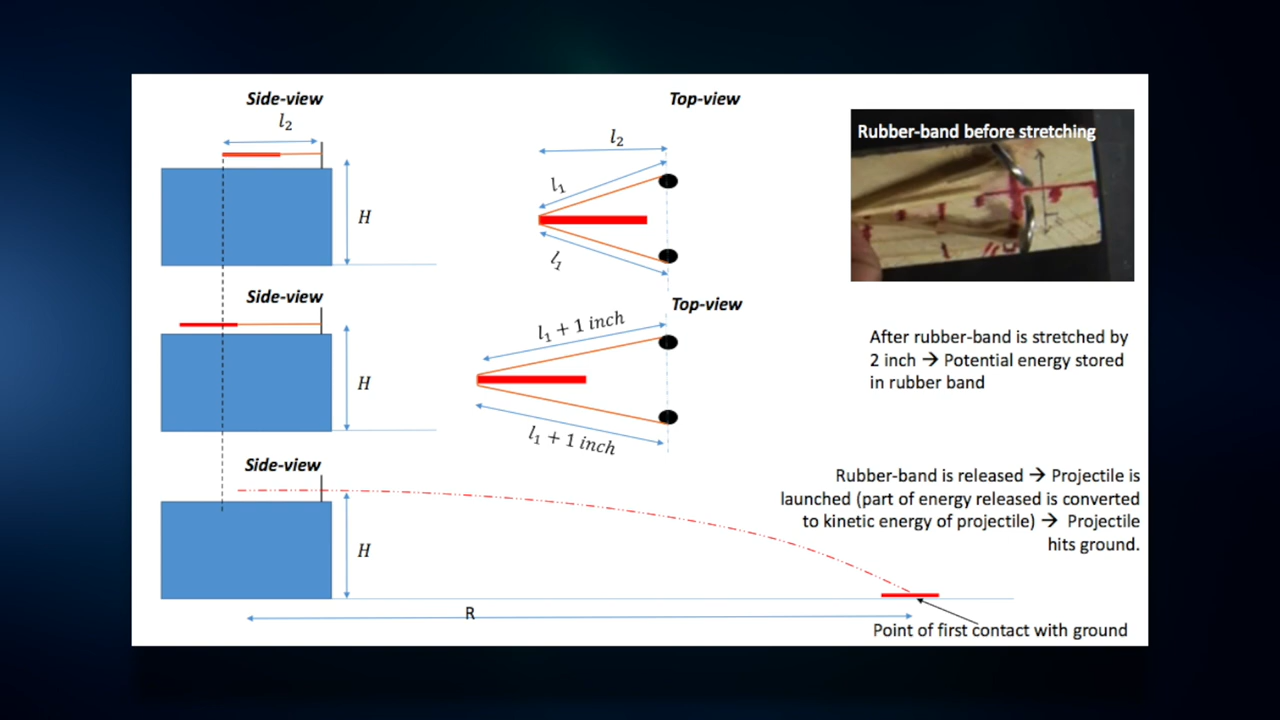 Side-view
l₂
H
Top-view
l₂
l₁
l₁
Rubber-band before stretching
Side-view
H
Top-view
l₁ + 1 inch
l₁ + 1 inch
After rubber-band is stretched by
2 inch → Potential energy stored
in rubber band
Side-view
H
R
Rubber-band is released → Projectile is
launched (part of energy released is converted
to kinetic energy of projectile) → Projectile
hits ground.
Point of first contact with ground